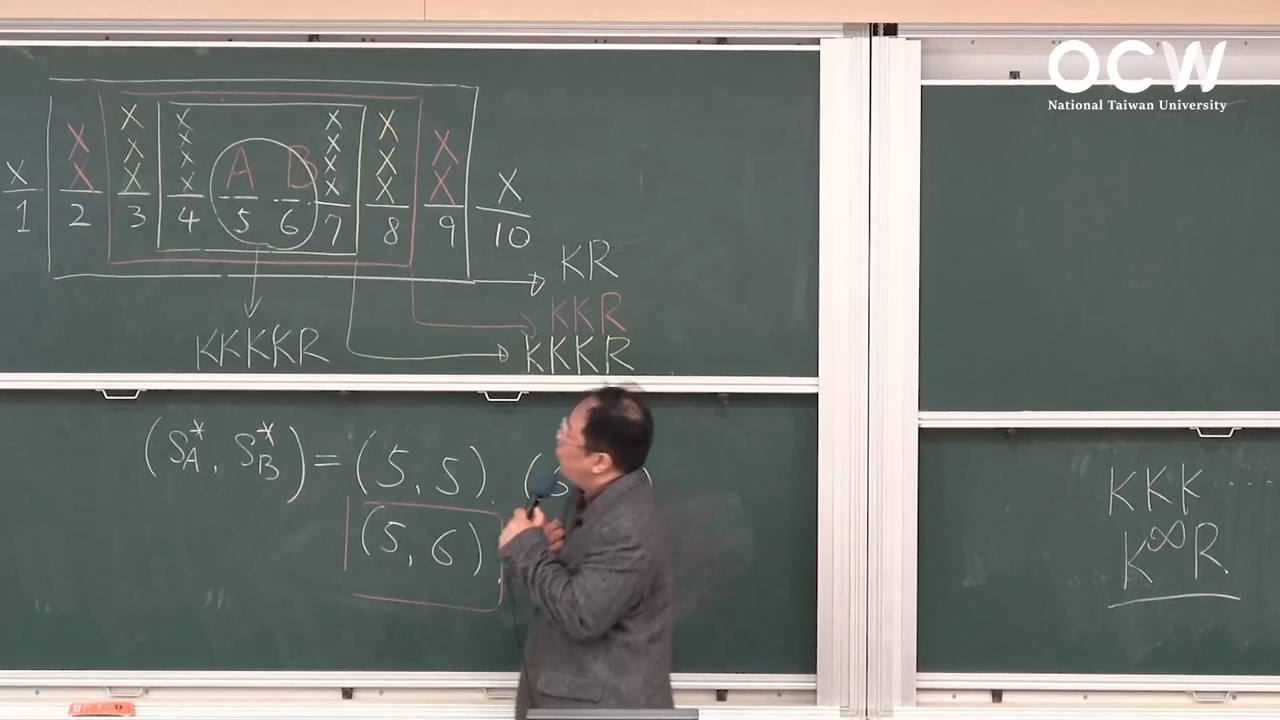 OCW
National Taiwan University
X X X X X X X X X X A B X X X X X X X X X X
1 2 3 4 5 6 7 8 9 10
KR
KKR
KKKKR
KKKR
(S*A, S*B) = (5, 5), (
(5, 6)
KKK ....
K∞R.